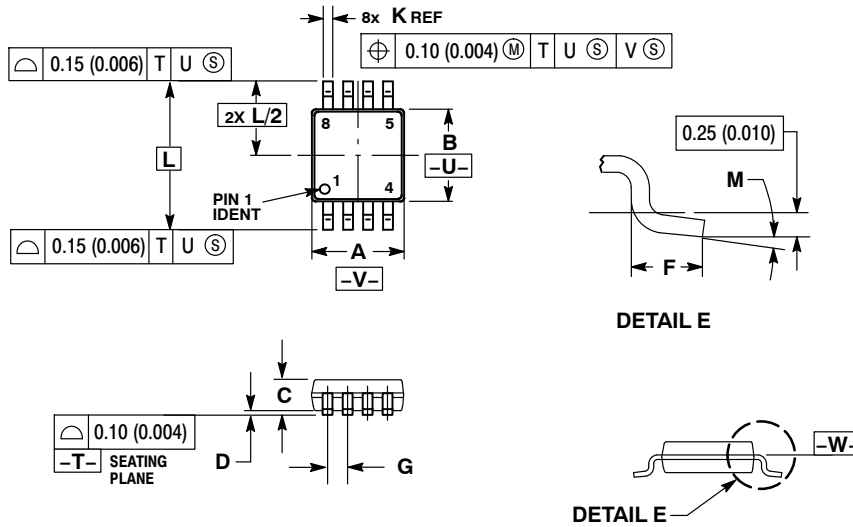 8x K REF
⌓ 0.15 (0.006) T U Ⓢ
⌖ 0.10 (0.004) Ⓜ T U Ⓢ V Ⓢ
2X L/2
8 5
B
–U–
L
PIN 1
IDENT
1 4
⌓ 0.15 (0.006) T U Ⓢ
A
–V–
0.25 (0.010)
M
F
DETAIL E
C
⌓ 0.10 (0.004)
–T– SEATING
PLANE
D
G
–W–
DETAIL E